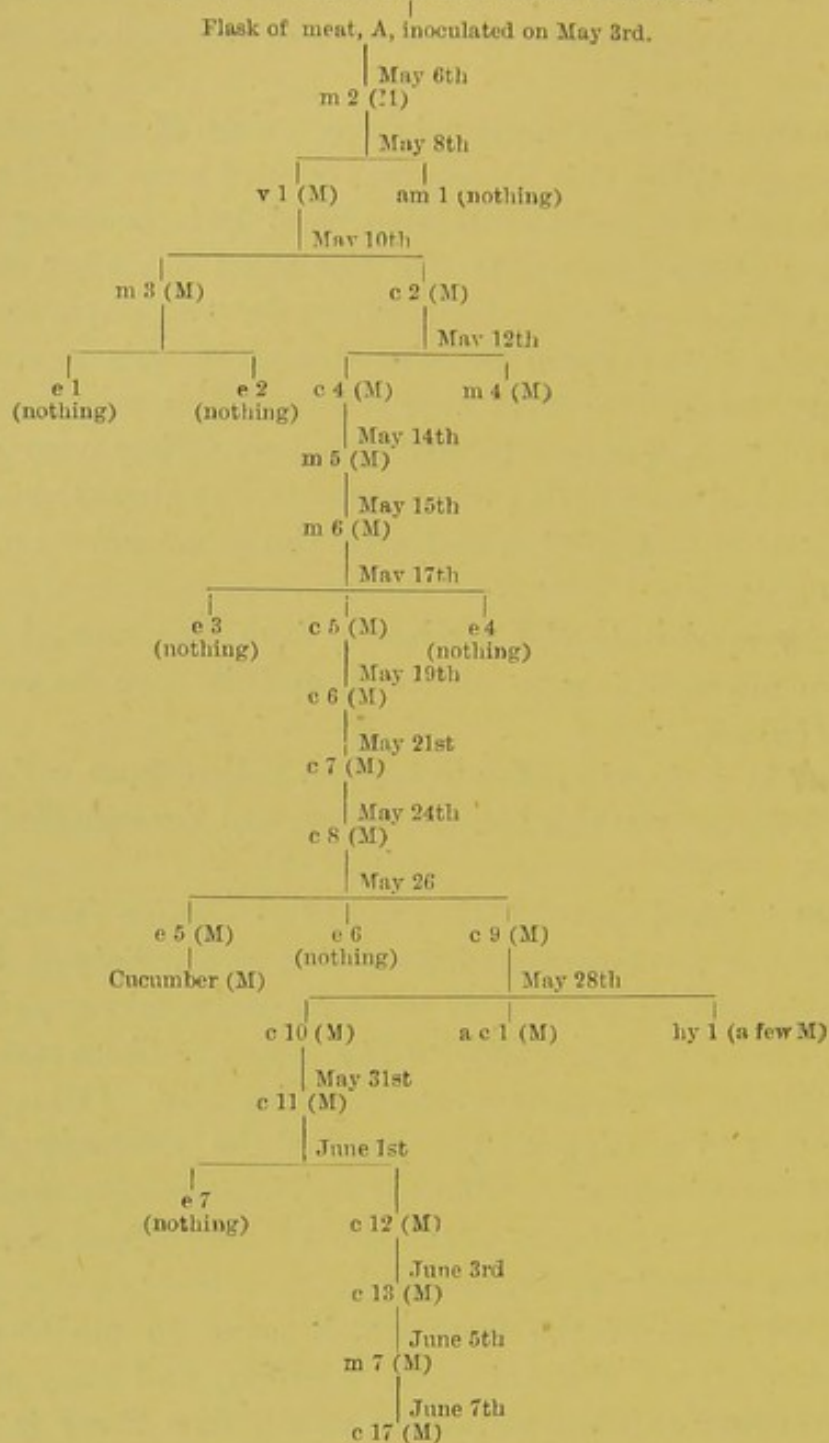 Flask of meat, A, inoculated on May 3rd.
May 6th
m 2 (M)
May 8th
v 1 (M) am 1 (nothing)
May 10th
m 3 (M) c 2 (M)
May 12th
e 1 e 2 c 4 (M) m 4 (M)
(nothing) (nothing)
May 14th
m 5 (M)
May 15th
m 6 (M)
May 17th
e 3 c 5 (M) e 4
(nothing) (nothing)
May 19th
c 6 (M)
May 21st
c 7 (M)
May 24th
c 8 (M)
May 26
e 5 (M) e 6 c 9 (M)
(nothing)
Cucumber (M) May 28th
c 10 (M) a c 1 (M) hy 1 (a few M)
May 31st
c 11 (M)
June 1st
e 7
(nothing) c 12 (M)
June 3rd
c 13 (M)
June 5th
m 7 (M)
June 7th
c 17 (M)